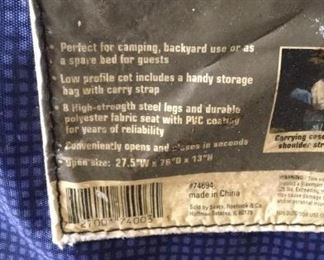 • Perfect for camping, backyard use or as
a spare bed for guests
• Low profile cot includes a handy storage
bag with carry strap
• 8 High-strength steel legs and durable
polyester fabric seat with PVC coating
for years of reliability
• Conveniently opens and closes in seconds
Open size: 27.5"W x 76"D x 13"H
Carrying case
shoulder str
#74694
made in China
Sold by Sears, Roebuck & Co.
Hoffman Estates, IL 60179